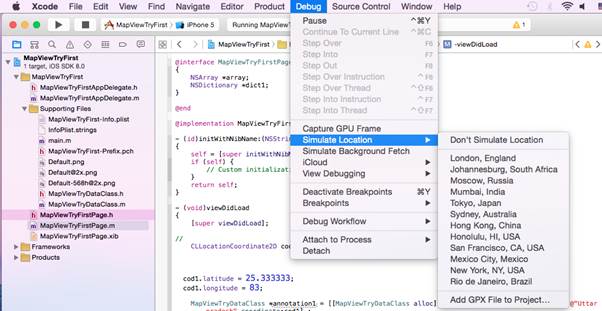 Xcode File Edit View Find Navigate Editor Product Debug Source Control Window
MapViewTryFirst iPhone 5 Running MapViewTryFirst 1
Pause ^⌘Y
Continue To Current Line ^⌘C
Step Over F6
Step Into F7
Step Out F8
Step Over Instruction ^F6
Step Over Thread ^⇧F6
Step Into Instruction ^F7
Step Into Thread ^⇧F7
Capture GPU Frame
Simulate Location
Simulate Background Fetch
iCloud
View Debugging
Deactivate Breakpoints ⌘Y
Breakpoints
Debug Workflow
Attach to Process
Detach
Don't Simulate Location
London, England
Johannesburg, South Africa
Moscow, Russia
Mumbai, India
Tokyo, Japan
Sydney, Australia
Hong Kong, China
Honolulu, HI, USA
San Francisco, CA, USA
Mexico City, Mexico
New York, NY, USA
Rio de Janeiro, Brazil
Add GPX File to Project...
MapViewTryFirst
1 target, iOS SDK 8.0
MapViewTryFirst
MapViewTryFirstAppDelegate.h
MapViewTryFirstAppDelegate.m
Supporting Files
MapViewTryFirst-Info.plist
InfoPlist.strings
main.m
MapViewTryFirst-Prefix.pch
Default.png
Default@2x.png
Default-568h@2x.png
MapViewTryDataClass.h
MapViewTryDataClass.m
MapViewTryFirstPage.h
MapViewTryFirstPage.m
MapViewTryFirstPage.xib
Frameworks
Products
MapViewTryFirst
-viewDidLoad
@interface MapViewTryFirstPage
{
NSArray *array;
NSDictionary *dict1;
}
@end
@implementation MapViewTryFirst
- (id)initWithNibName:(NSStrin
{
self = [super initWithNib
if (self) {
// Custom initializati
}
return self;
}
- (void)viewDidLoad
{
[super viewDidLoad];
//
CLLocationCoordinate2D coo
cod1.latitude = 25.333333;
cod1.longitude = 83;
MapViewTryDataClass *annotation1 = [[MapViewTryDataClass alloc] @"Uttar